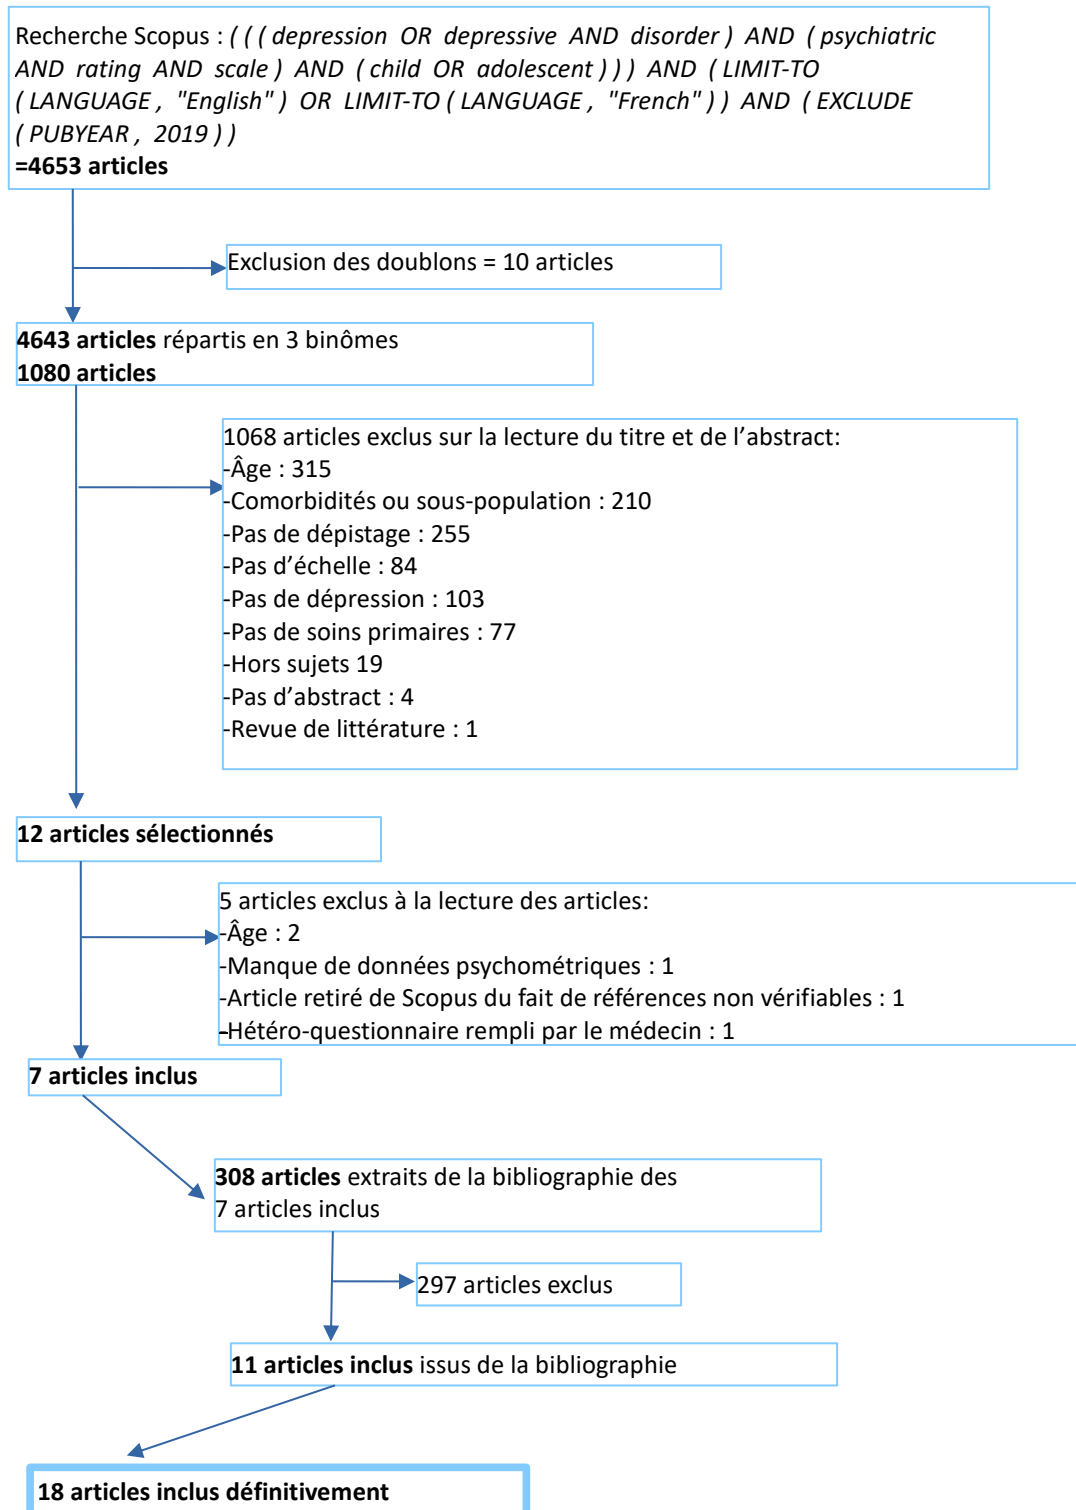 Recherche Scopus : ( ( ( depression OR depressive AND disorder ) AND ( psychiatric
AND rating AND scale ) AND ( child OR adolescent ) ) ) AND ( LIMIT-TO
( LANGUAGE , "English" ) OR LIMIT-TO ( LANGUAGE , "French" ) ) AND ( EXCLUDE
( PUBYEAR , 2019 ) )
=4653 articles
Exclusion des doublons = 10 articles
4643 articles répartis en 3 binômes
1080 articles
1068 articles exclus sur la lecture du titre et de l’abstract:
-Âge : 315
-Comorbidités ou sous-population : 210
-Pas de dépistage : 255
-Pas d’échelle : 84
-Pas de dépression : 103
-Pas de soins primaires : 77
-Hors sujets 19
-Pas d’abstract : 4
-Revue de littérature : 1
12 articles sélectionnés
5 articles exclus à la lecture des articles:
-Âge : 2
-Manque de données psychométriques : 1
-Article retiré de Scopus du fait de références non vérifiables : 1
-Hétéro-questionnaire rempli par le médecin : 1
7 articles inclus
308 articles extraits de la bibliographie des
7 articles inclus
297 articles exclus
11 articles inclus issus de la bibliographie
18 articles inclus définitivement